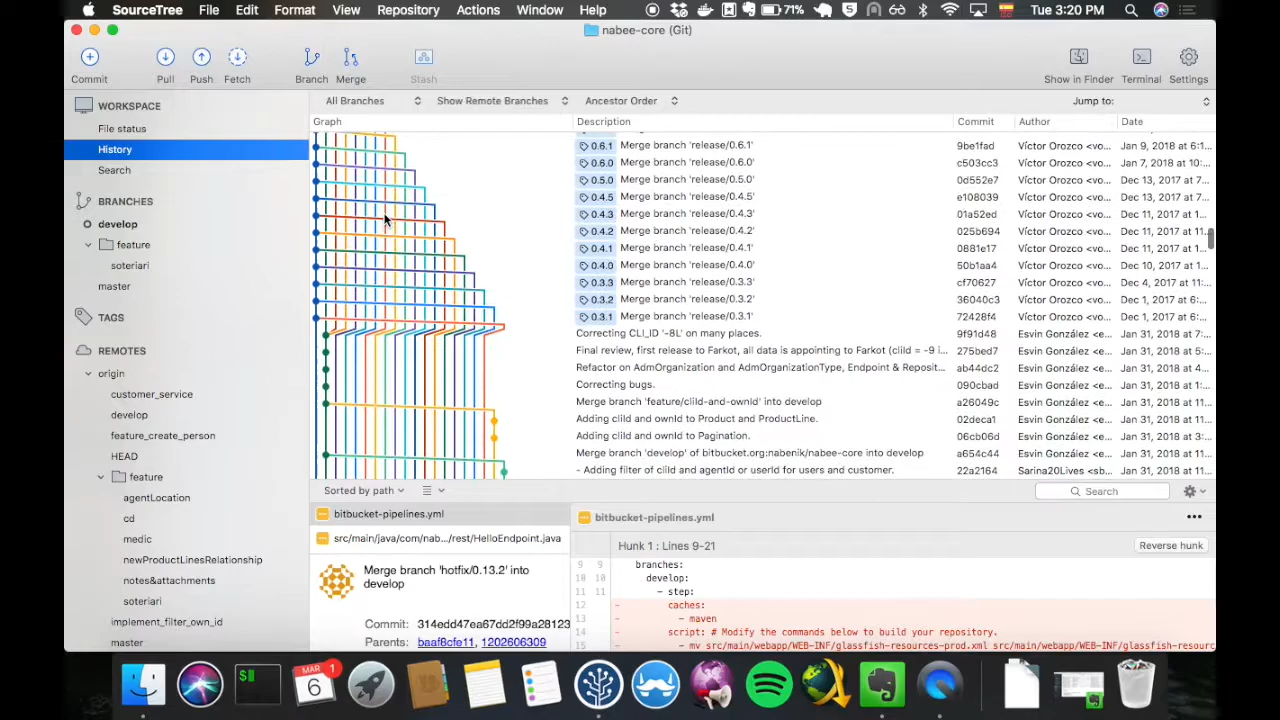 SourceTree File Edit Format View Repository Actions Window Help 71% Tue 3:20 PM
nabee-core (Git)
Commit Pull Push Fetch Branch Merge Stash Show in Finder Terminal Settings
All Branches Show Remote Branches Ancestor Order Jump to:
Graph Description Commit Author Date
WORKSPACE
File status
History
Search
BRANCHES
develop
feature
soteriari
master
TAGS
REMOTES
origin
customer_service
develop
feature_create_person
HEAD
feature
agentLocation
cd
medic
newProductLinesRelationship
notes&attachments
soteriari
implement_filter_own_id
master
0.6.1 Merge branch 'release/0.6.1' 9be1fad Víctor Orozco <vo... Jan 9, 2018 at 6:1...
0.6.0 Merge branch 'release/0.6.0' c503cc3 Víctor Orozco <vo... Jan 7, 2018 at 10:...
0.5.0 Merge branch 'release/0.5.0' 0d552e7 Víctor Orozco <vo... Dec 13, 2017 at 7...
0.4.5 Merge branch 'release/0.4.5' e108039 Víctor Orozco <vo... Dec 13, 2017 at 1...
0.4.3 Merge branch 'release/0.4.3' 01a52ed Víctor Orozco <vo... Dec 11, 2017 at 1...
0.4.2 Merge branch 'release/0.4.2' 025b694 Víctor Orozco <vo... Dec 11, 2017 at 11...
0.4.1 Merge branch 'release/0.4.1' 0881e17 Víctor Orozco <vo... Dec 11, 2017 at 1...
0.4.0 Merge branch 'release/0.4.0' 50b1aa4 Víctor Orozco <vo... Dec 10, 2017 at 1...
0.3.3 Merge branch 'release/0.3.3' cf70627 Víctor Orozco <vo... Dec 4, 2017 at 11:...
0.3.2 Merge branch 'release/0.3.2' 36040c3 Víctor Orozco <vo... Dec 1, 2017 at 6:...
0.3.1 Merge branch 'release/0.3.1' 72428f4 Víctor Orozco <vo... Dec 1, 2017 at 6:...
Correcting CLI_ID '-8L' on many places. 9f91d48 Esvin González <e... Jan 31, 2018 at 7:...
Final review, first release to Farkot, all data is appointing to Farkot (cliId = -9 i... 275bed7 Esvin González <e... Jan 31, 2018 at 5:...
Refactor on AdmOrganization and AdmOrganizationType, Endpoint & Reposit... ab44dc2 Esvin González <e... Jan 31, 2018 at 4...
Correcting bugs. 090cbad Esvin González <e... Jan 31, 2018 at 1...
Merge branch 'feature/cliId-and-ownId' into develop a26049c Esvin González <e... Jan 31, 2018 at 11...
Adding cliId and ownId to Product and ProductLine. 02deca1 Esvin González <e... Jan 31, 2018 at 11...
Adding cliId and ownId to Pagination. 06cb06d Esvin González <e... Jan 31, 2018 at 11...
Merge branch 'develop' of bitbucket.org:nabenik/nabee-core into develop a654c44 Esvin González <e... Jan 31, 2018 at 11...
- Adding filter of cliId and agentId or userId for users and customer. 22a2164 Sarina20Lives <sb... Jan 31, 2018 at 11...
Sorted by path Search
bitbucket-pipelines.yml
src/main/java/com/nab.../rest/HelloEndpoint.java
Merge branch 'hotfix/0.13.2' into
develop
Commit: 314edd47ea67dd2f99a28123
Parents: baaf8cfe11, 1202606309
bitbucket-pipelines.yml
Hunk 1 : Lines 9-21 Reverse hunk
9 9 branches:
10 10 develop:
11 11 - step:
12 - caches:
13 - - maven
14 - script: # Modify the commands below to build your repository.
15 - - mv src/main/webapp/WEB-INF/glassfish-resources-prod.xml src/main/webapp/WEB-INF/glassfish-resourc
MAR 1
6